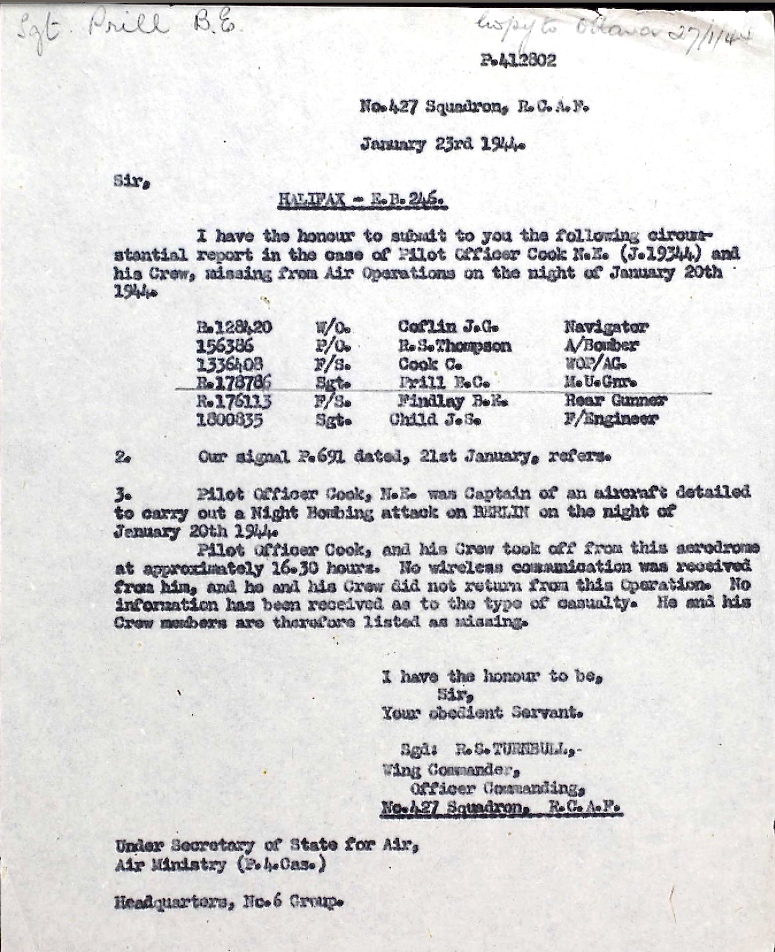 Sgt. Prill B.E.
copy to Ottawa 27/1/44
P.412802
No.427 Squadron, R.C.A.F.
January 23rd 1944.
Sir,
HALIFAX - E.B.246.
I have the honour to submit to you the following circum-
stantial report in the case of Pilot Officer Cook N.E. (J.19344) and
his Crew, missing from Air Operations on the night of January 20th
1944.
R.128420 W/O. Coflin J.G. Navigator
156386 P/O. R.S.Thompson A/Bomber
1336408 F/S. Cook C. WOP/AG.
R.178786 Sgt. Prill E.C. M.U.Gnr.
R.176113 F/S. Findlay B.E. Rear Gunner
1800835 Sgt. Child J.S. F/Engineer
2. Our signal P.691 dated, 21st January, refers.
3. Pilot Officer Cook, N.E. was Captain of an aircraft detailed
to carry out a Night Bombing attack on BERLIN on the night of
January 20th 1944.
Pilot Officer Cook, and his Crew took off from this aerodrome
at approximately 16.30 hours. No wireless communication was received
from him, and he and his Crew did not return from this Operation. No
information has been received as to the type of casualty. He and his
Crew members are therefore listed as missing.
I have the honour to be,
Sir,
Your obedient Servant.
Sgd: R.S.TURNBULL,-
Wing Commander,
Officer Commanding,
No.427 Squadron, R.C.A.F.
Under Secretary of State for Air,
Air Ministry (P.4.Cas.)
Headquarters, No.6 Group.